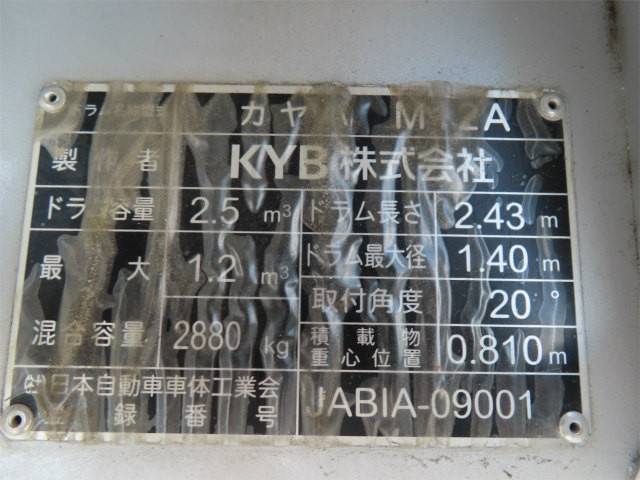 カヤ M 2A
製 者 KYB株式会社
ドラ 容量 2.5 m³ ドラム長さ 2.43 m
最 大 1.2 m³ ドラム最大径 1.40 m
取付角度 20°
混合容量 2880 kg 積載物重心位置 0.810 m
日本自動車車体工業会
録番号 JABIA-09001